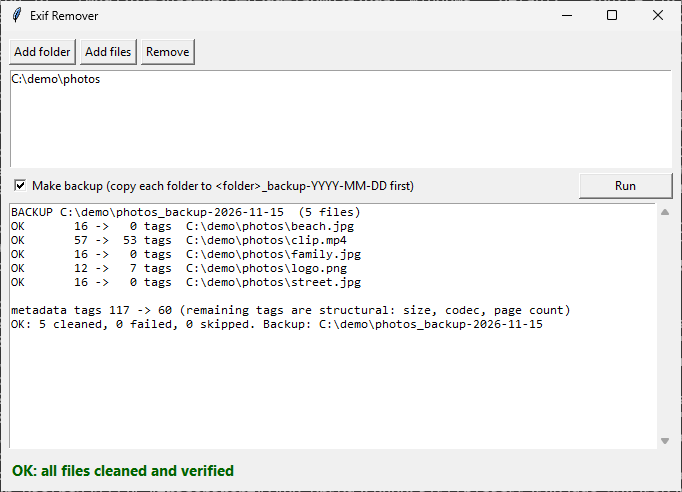 Exif Remover
Add folder Add files Remove
C:\demo\photos
Make backup (copy each folder to <folder>_backup-YYYY-MM-DD first)
Run
BACKUP C:\demo\photos_backup-2026-11-15  (5 files)
OK       16 ->   0 tags  C:\demo\photos\beach.jpg
OK       57 ->  53 tags  C:\demo\photos\clip.mp4
OK       16 ->   0 tags  C:\demo\photos\family.jpg
OK       12 ->   7 tags  C:\demo\photos\logo.png
OK       16 ->   0 tags  C:\demo\photos\street.jpg
metadata tags 117 -> 60 (remaining tags are structural: size, codec, page count)
OK: 5 cleaned, 0 failed, 0 skipped. Backup: C:\demo\photos_backup-2026-11-15
OK: all files cleaned and verified